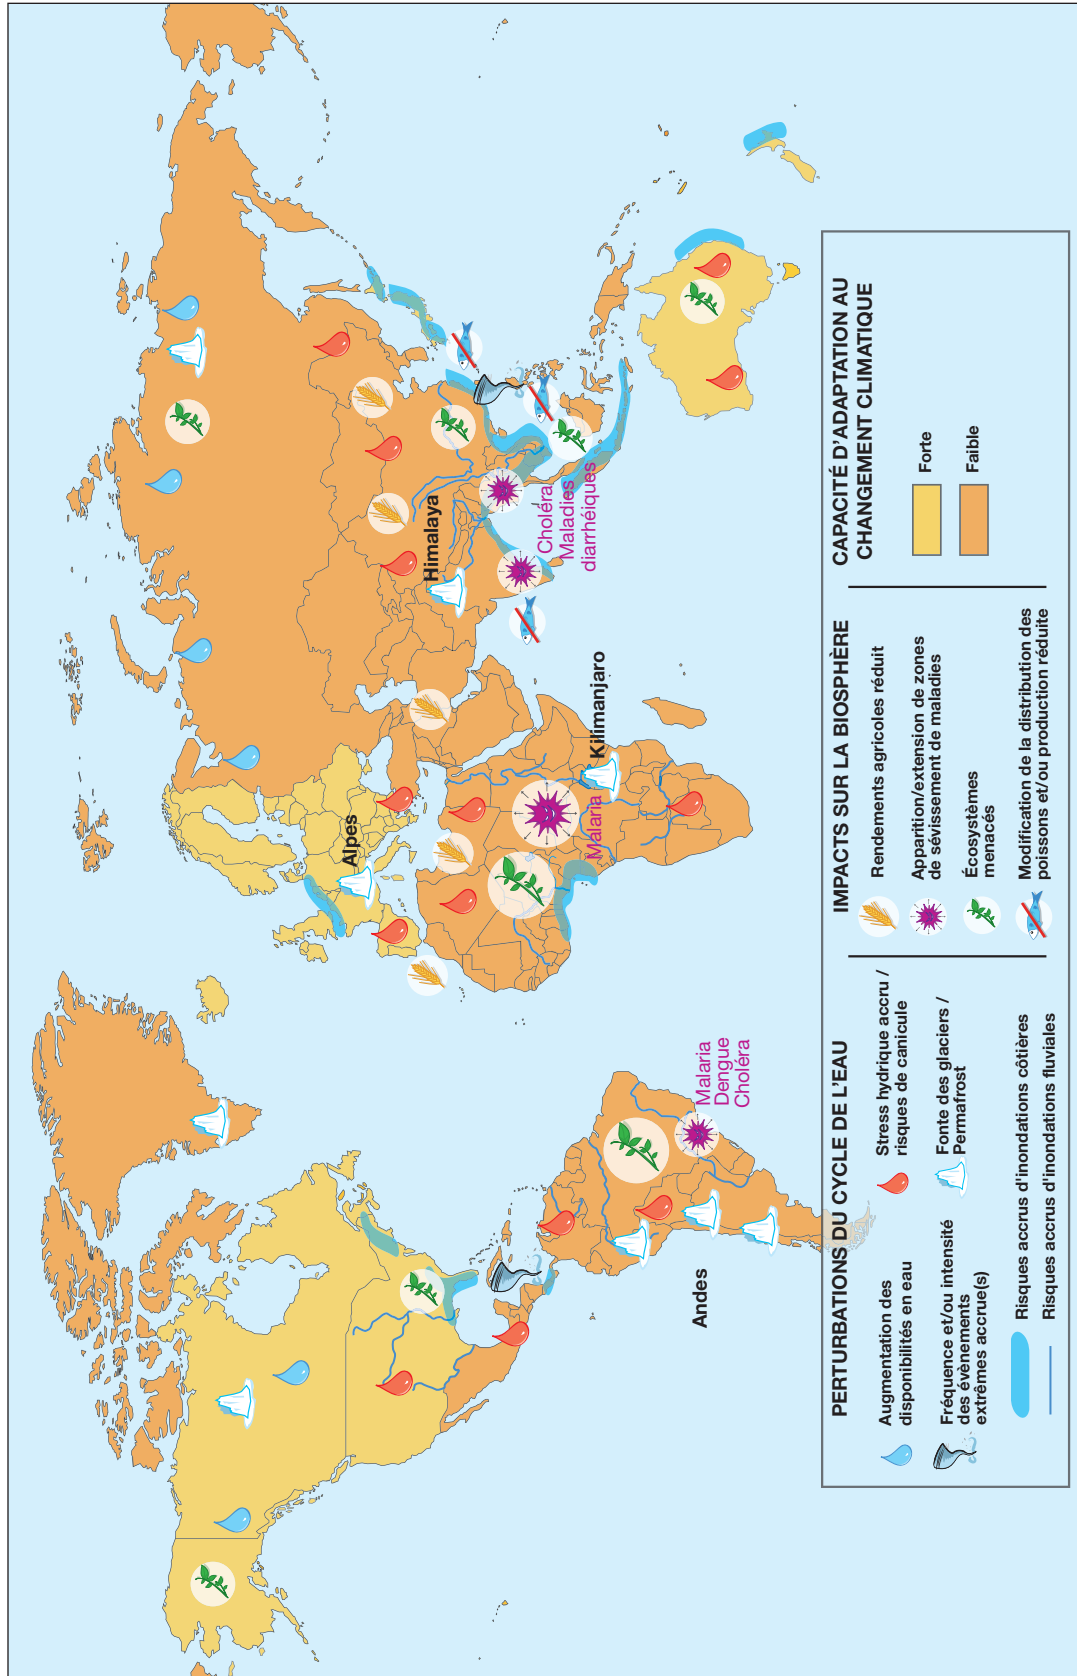 Alpes
Himalaya
Kilimanjaro
Andes
Malaria
Choléra
Maladies
diarrhéiques
Malaria
Dengue
Choléra
PERTURBATIONS DU CYCLE DE L'EAU
Augmentation des
disponibilités en eau
Stress hydrique accru /
risques de canicule
Fréquence et/ou intensité
des évènements
extrêmes accrue(s)
Fonte des glaciers /
Permafrost
Risques accrus d'inondations côtières
Risques accrus d'inondations fluviales
IMPACTS SUR LA BIOSPHÈRE
Rendements agricoles réduit
Apparition/extension de zones
de sévissement de maladies
Écosystèmes
menacés
Modification de la distribution des
poissons et/ou production réduite
CAPACITÉ D'ADAPTATION AU
CHANGEMENT CLIMATIQUE
Forte
Faible